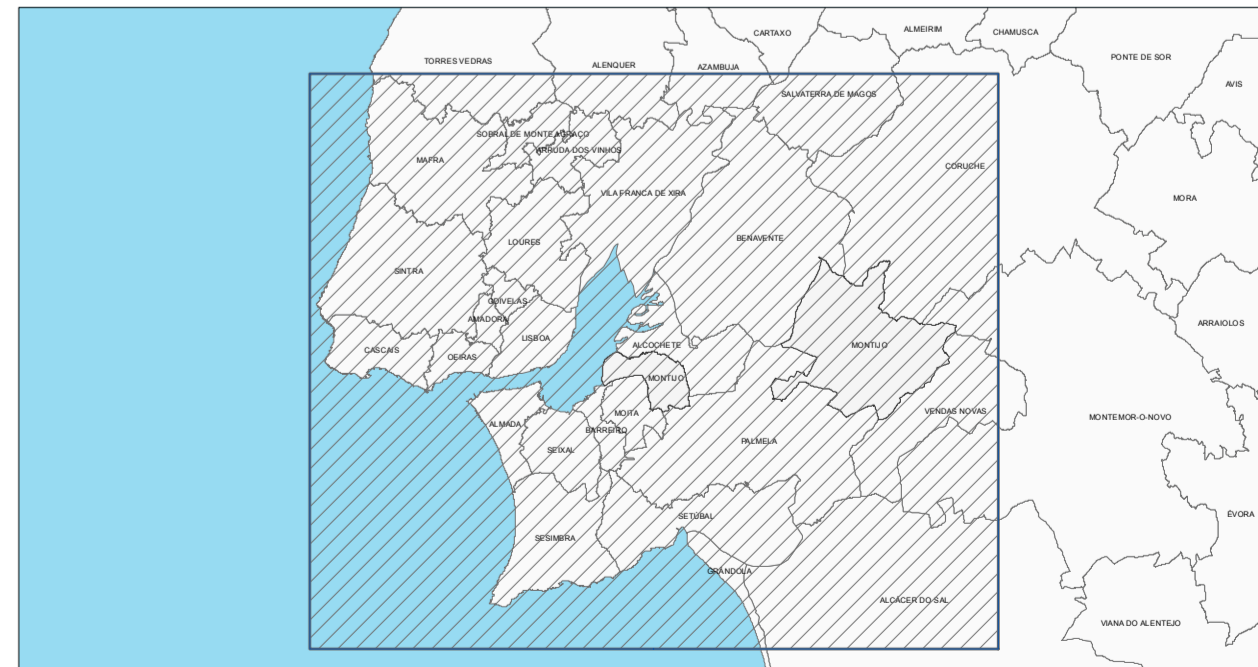 CARTAXO
ALMEIRIM
CHAMUSCA
TORRES VEDRAS
ALENQUER
AZAMBUJA
PONTE DE SOR
AVIS
SALVATERRA DE MAGOS
SOBRAL DE MONTE AGRAÇO
ARRUDA DOS VINHOS
MAFRA
CORUCHE
VILA FRANCA DE XIRA
MORA
BENAVENTE
LOURES
SINTRA
ODIVELAS
AMADORA
ARRAIOLOS
LISBOA
ALCOCHETE
MONTIJO
CASCAIS
OEIRAS
MONTIJO
MOITA
VENDAS NOVAS
MONTEMOR-O-NOVO
ALMADA
BARREIRO
PALMELA
SEIXAL
SETÚBAL
ÉVORA
SESIMBRA
GRÂNDOLA
ALCÁCER DO SAL
VIANA DO ALENTEJO